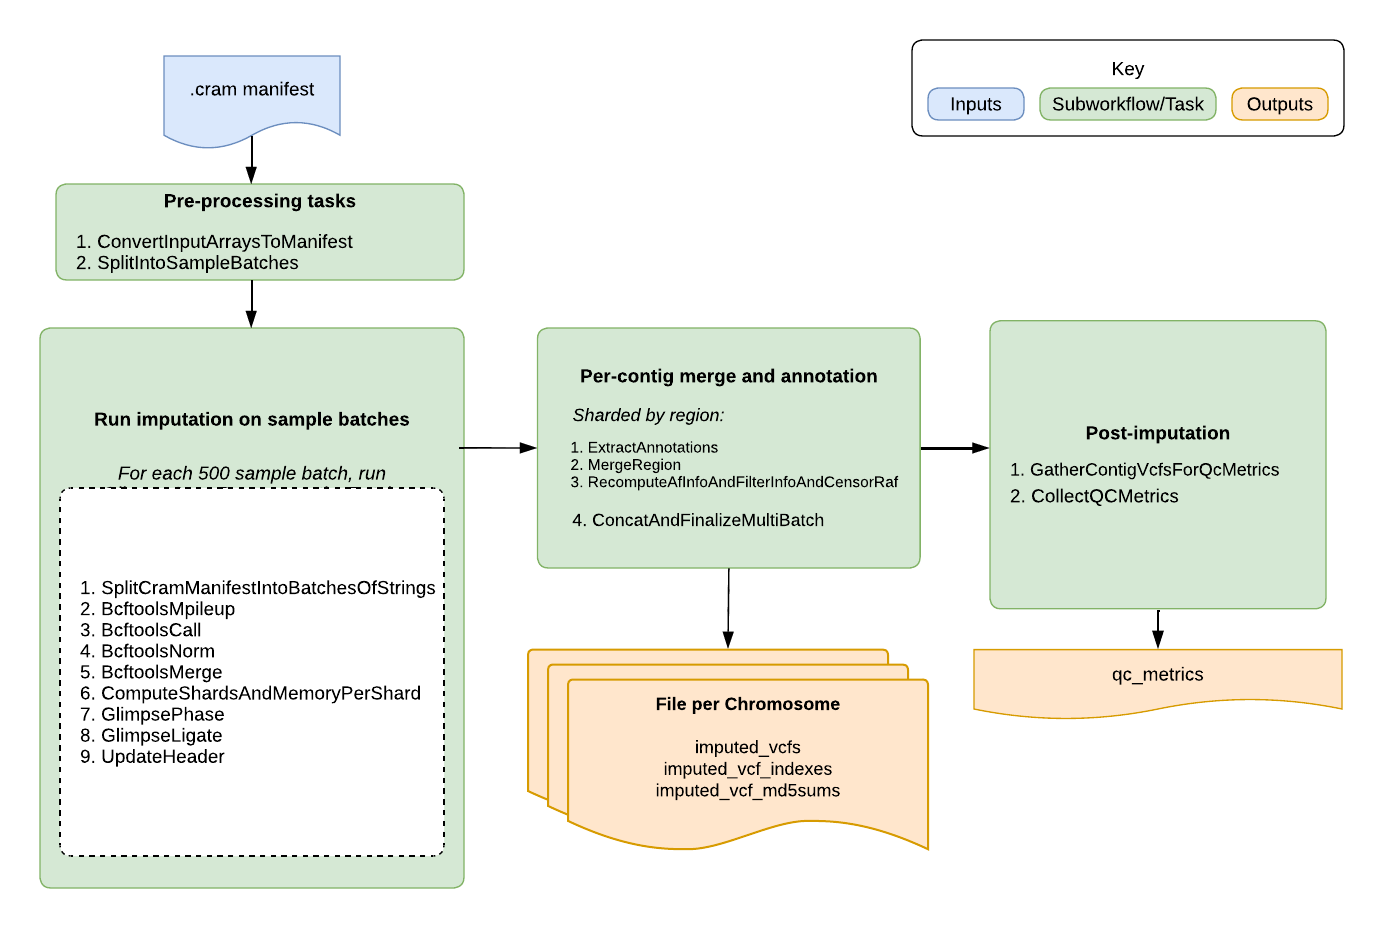 .cram manifest
Key
Inputs
Subworkflow/Task
Outputs
Pre-processing tasks
1. ConvertInputArraysToManifest
2. SplitIntoSampleBatches
Run imputation on sample batches
For each 500 sample batch, run
1. SplitCramManifestIntoBatchesOfStrings
2. BcftoolsMpileup
3. BcftoolsCall
4. BcftoolsNorm
5. BcftoolsMerge
6. ComputeShardsAndMemoryPerShard
7. GlimpsePhase
8. GlimpseLigate
9. UpdateHeader
Per-contig merge and annotation
Sharded by region:
1. ExtractAnnotations
2. MergeRegion
3. RecomputeAfInfoAndFilterInfoAndCensorRaf
4. ConcatAndFinalizeMultiBatch
Post-imputation
1. GatherContigVcfsForQcMetrics
2. CollectQCMetrics
File per Chromosome
imputed_vcfs
imputed_vcf_indexes
imputed_vcf_md5sums
qc_metrics